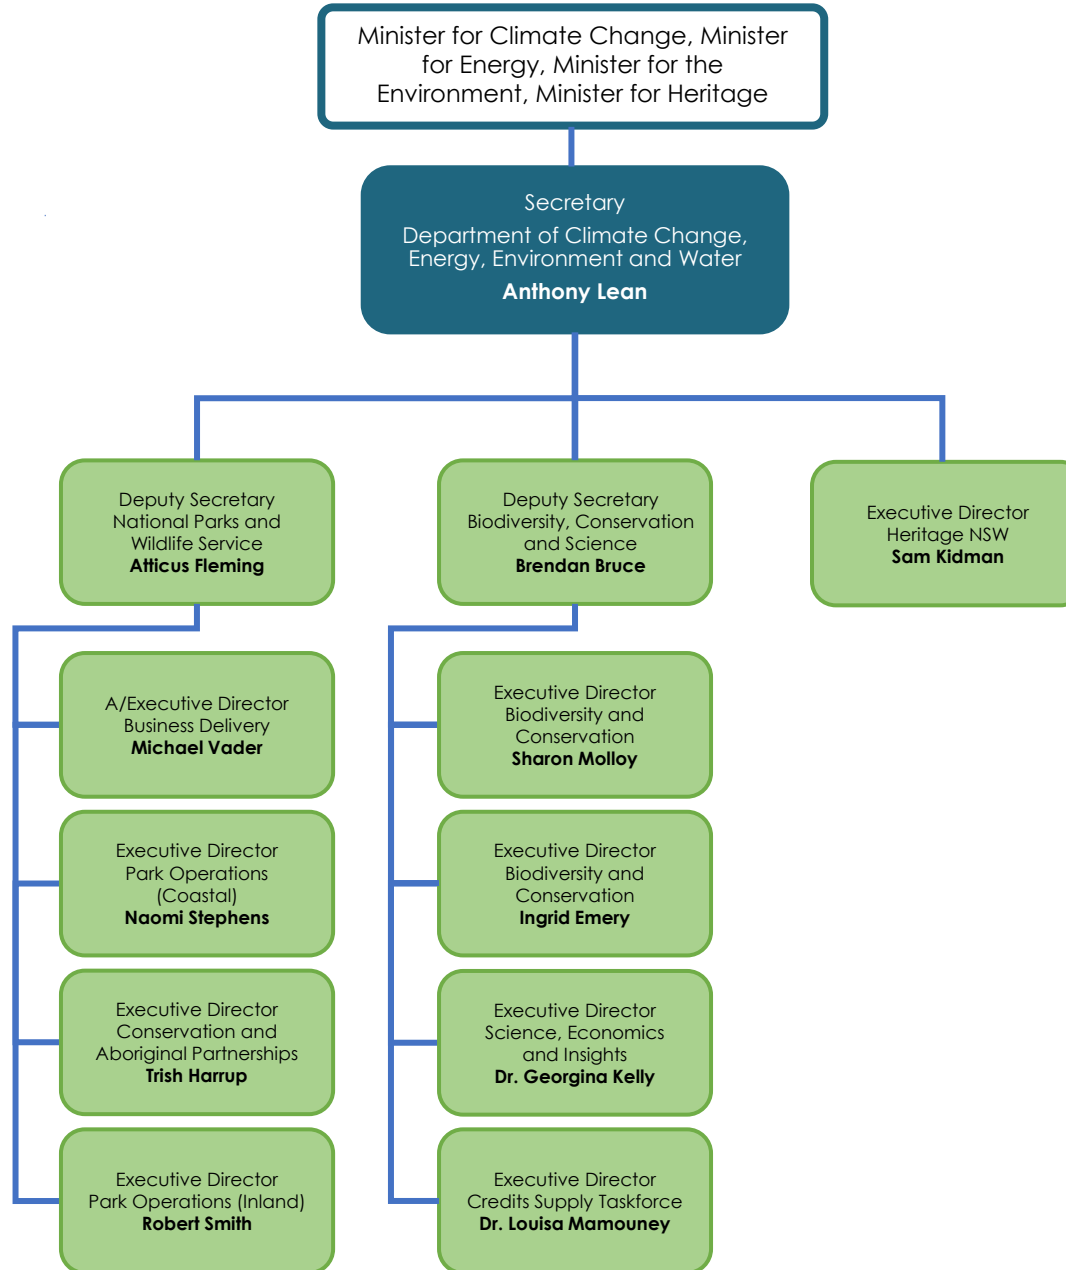 Minister for Climate Change, Minister
for Energy, Minister for the
Environment, Minister for Heritage
Secretary
Department of Climate Change,
Energy, Environment and Water
Anthony Lean
Deputy Secretary
National Parks and
Wildlife Service
Atticus Fleming
Deputy Secretary
Biodiversity, Conservation
and Science
Brendan Bruce
Executive Director
Heritage NSW
Sam Kidman
A/Executive Director
Business Delivery
Michael Vader
Executive Director
Biodiversity and
Conservation
Sharon Molloy
Executive Director
Park Operations
(Coastal)
Naomi Stephens
Executive Director
Biodiversity and
Conservation
Ingrid Emery
Executive Director
Conservation and
Aboriginal Partnerships
Trish Harrup
Executive Director
Science, Economics
and Insights
Dr. Georgina Kelly
Executive Director
Park Operations (Inland)
Robert Smith
Executive Director
Credits Supply Taskforce
Dr. Louisa Mamouney